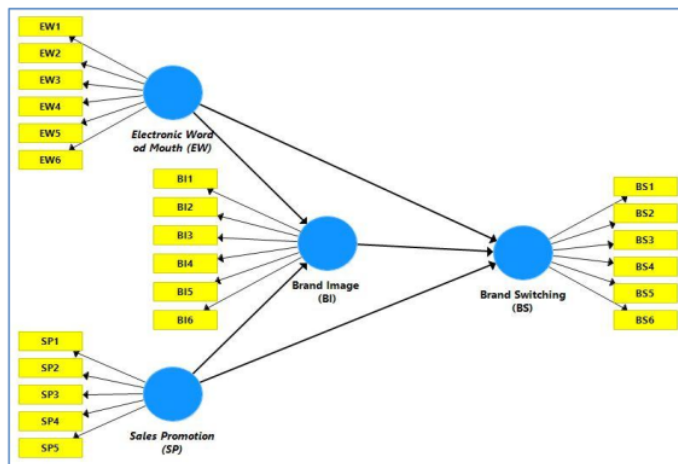 EW1
EW2
EW3
EW4
EW5
EW6
Electronic Word
od Mouth (EW)
BI1
BI2
BI3
BI4
BI5
BI6
Brand Image
(BI)
BS1
BS2
BS3
BS4
BS5
BS6
Brand Switching
(BS)
SP1
SP2
SP3
SP4
SP5
Sales Promotion
(SP)